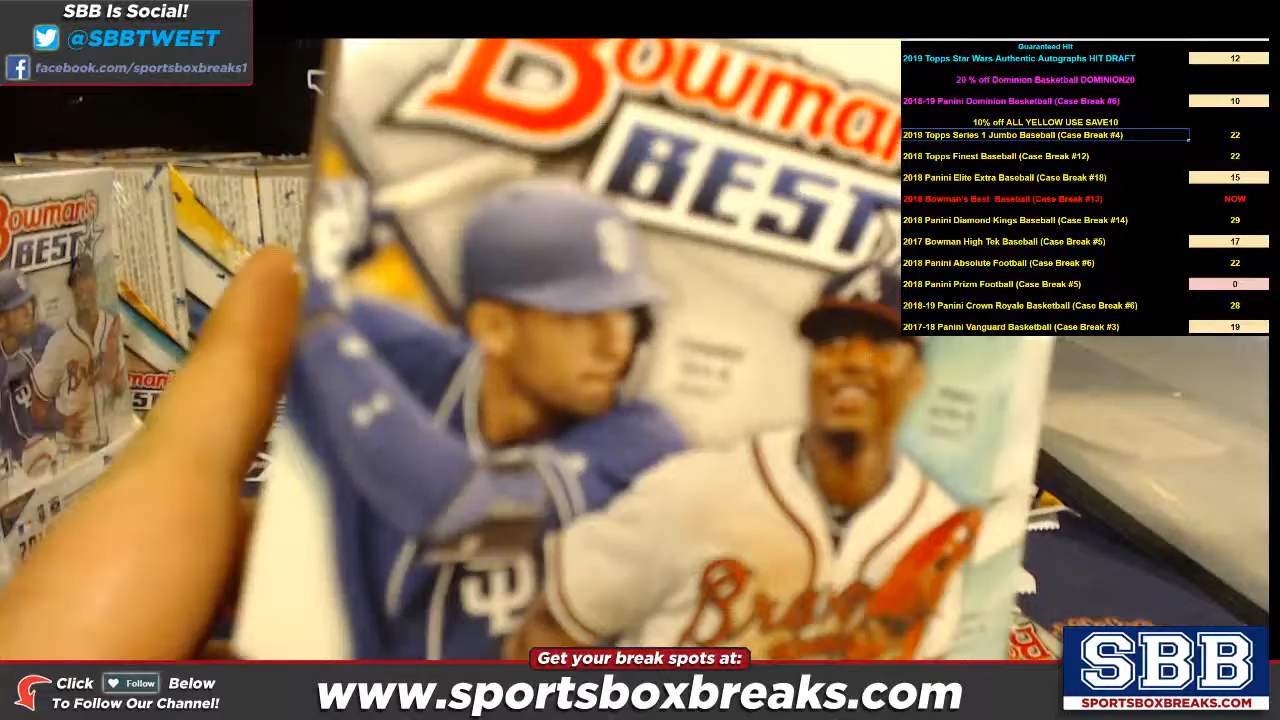 SBB Is Social!
@SBBTWEET
facebook.com/sportsboxbreaks1
Quaranteed Hit
2019 Topps Star Wars Authentic Autographs HIT DRAFT 12
20 % off Dominion Basketball DOMINION20
2018-19 Panini Dominion Basketball (Case Break #6) 10
10% off ALL YELLOW USE SAVE10
2019 Topps Series 1 Jumbo Baseball (Case Break #4) 22
2018 Topps Finest Baseball (Case Break #12) 22
2018 Panini Elite Extra Baseball (Case Break #18) 15
2018 Bowman's Best Baseball (Case Break #13) NOW
2018 Panini Diamond Kings Baseball (Case Break #14) 29
2017 Bowman High Tek Baseball (Case Break #5) 17
2018 Panini Absolute Football (Case Break #6) 22
2018 Panini Prizm Football (Case Break #5) 0
2018-19 Panini Crown Royale Basketball (Case Break #6) 28
2017-18 Panini Vanguard Basketball (Case Break #3) 19
Bowman
BEST
Bowman's
BEST
Braves
Get your break spots at:
www.sportsboxbreaks.com
Click Follow Below
To Follow Our Channel!
SBB
SPORTSBOXBREAKS.COM